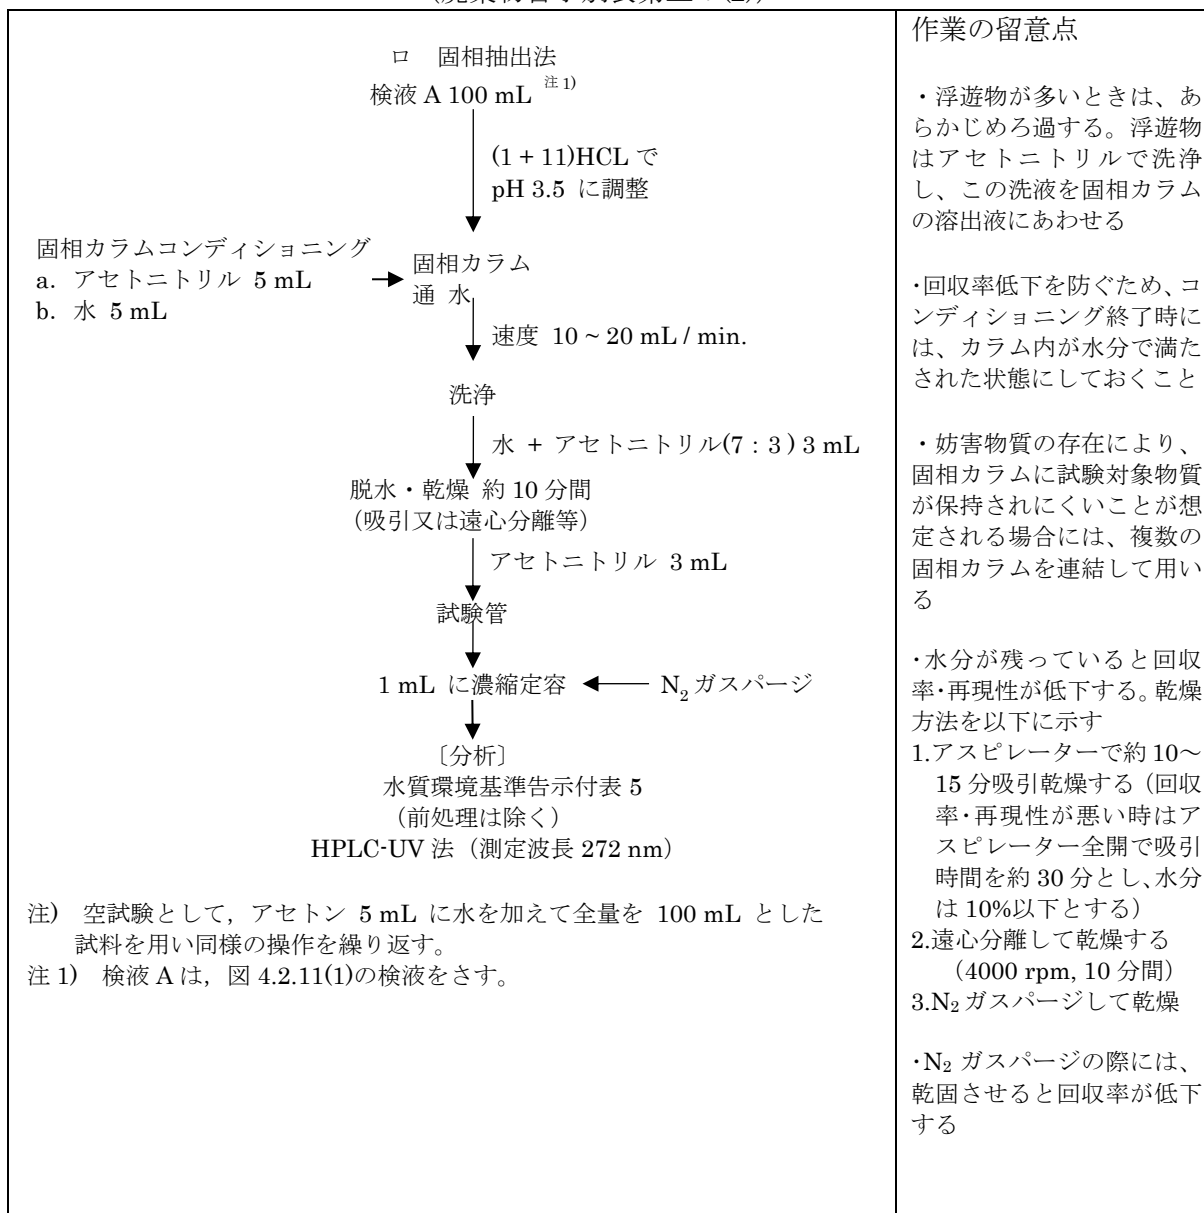 ロ　固相抽出法
検液 A 100 mL 注 1)
(1 + 11)HCL で
pH 3.5 に調整
固相カラムコンディショニング
a. アセトニトリル 5 mL
b. 水 5 mL
固相カラム
通 水
速度 10 ~ 20 mL / min.
洗浄
水 + アセトニトリル(7 : 3 ) 3 mL
脱水・乾燥 約 10 分間
（吸引又は遠心分離等）
アセトニトリル 3 mL
試験管
1 mL に濃縮定容
N2 ガスパージ
〔分析〕
水質環境基準告示付表 5
（前処理は除く）
HPLC-UV 法（測定波長 272 nm）
注)　空試験として，アセトン 5 mL に水を加えて全量を 100 mL とした
試料を用い同様の操作を繰り返す。
注 1)　検液 A は，図 4.2.11(1)の検液をさす。
作業の留意点
・浮遊物が多いときは、あ
らかじめろ過する。浮遊物
はアセトニトリルで洗浄
し、この洗液を固相カラム
の溶出液にあわせる
・回収率低下を防ぐため、コ
ンディショニング終了時に
は、カラム内が水分で満た
された状態にしておくこと
・妨害物質の存在により、
固相カラムに試験対象物質
が保持されにくいことが想
定される場合には、複数の
固相カラムを連結して用い
る
・水分が残っていると回収
率・再現性が低下する。乾燥
方法を以下に示す
1.アスピレーターで約 10～
15 分吸引乾燥する（回収
率・再現性が悪い時はア
スピレーター全開で吸引
時間を約 30 分とし、水分
は 10%以下とする）
2.遠心分離して乾燥する
（4000 rpm, 10 分間）
3.N2 ガスパージして乾燥
・N2 ガスパージの際には、
乾固させると回収率が低下
する